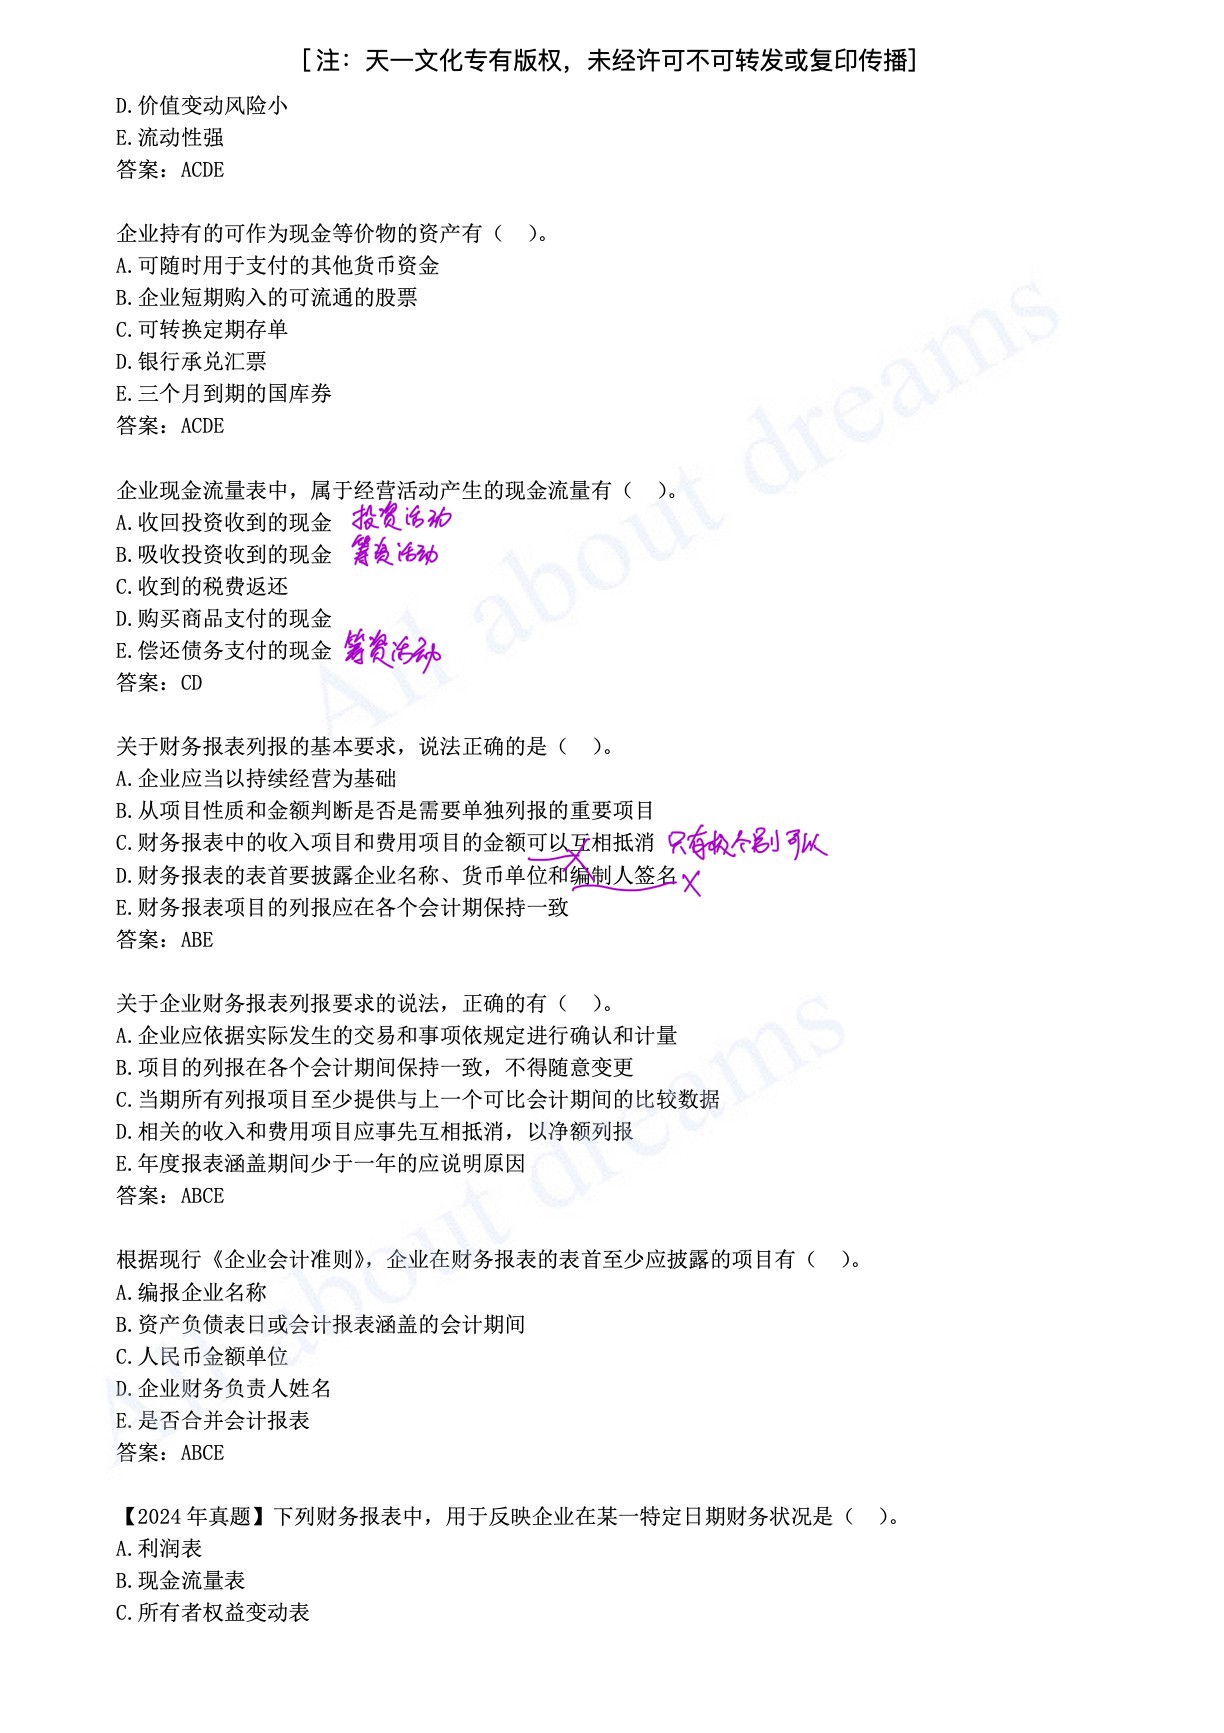 [注：天一文化专有版权，未经许可不可转发或复印传播]
D.价值变动风险小
E.流动性强
答案：ACDE
企业持有的可作为现金等价物的资产有（ ）。
A.可随时用于支付的其他货币资金
B.企业短期购入的可流通的股票
C.可转换定期存单
D.银行承兑汇票
E.三个月到期的国库券
答案：ACDE
企业现金流量表中，属于经营活动产生的现金流量有（ ）。
A.收回投资收到的现金 投资活动
B.吸收投资收到的现金 筹资活动
C.收到的税费返还
D.购买商品支付的现金
E.偿还债务支付的现金 筹资活动
答案：CD
关于财务报表列报的基本要求，说法正确的是（ ）。
A.企业应当以持续经营为基础
B.从项目性质和金额判断是否是需要单独列报的重要项目
C.财务报表中的收入项目和费用项目的金额可以互相抵消 只有极个别可以
D.财务报表的表首要披露企业名称、货币单位和编制人签名 X
E.财务报表项目的列报应在各个会计期保持一致
答案：ABE
关于企业财务报表列报要求的说法，正确的有（ ）。
A.企业应依据实际发生的交易和事项依规定进行确认和计量
B.项目的列报在各个会计期间保持一致，不得随意变更
C.当期所有列报项目至少提供与上一个可比会计期间的比较数据
D.相关的收入和费用项目应事先互相抵消，以净额列报
E.年度报表涵盖期间少于一年的应说明原因
答案：ABCE
根据现行《企业会计准则》，企业在财务报表的表首至少应披露的项目有（ ）。
A.编报企业名称
B.资产负债表日或会计报表涵盖的会计期间
C.人民币金额单位
D.企业财务负责人姓名
E.是否合并会计报表
答案：ABCE
【2024年真题】下列财务报表中，用于反映企业在某一特定日期财务状况是（ ）。
A.利润表
B.现金流量表
C.所有者权益变动表
All about dreams
All about dreams